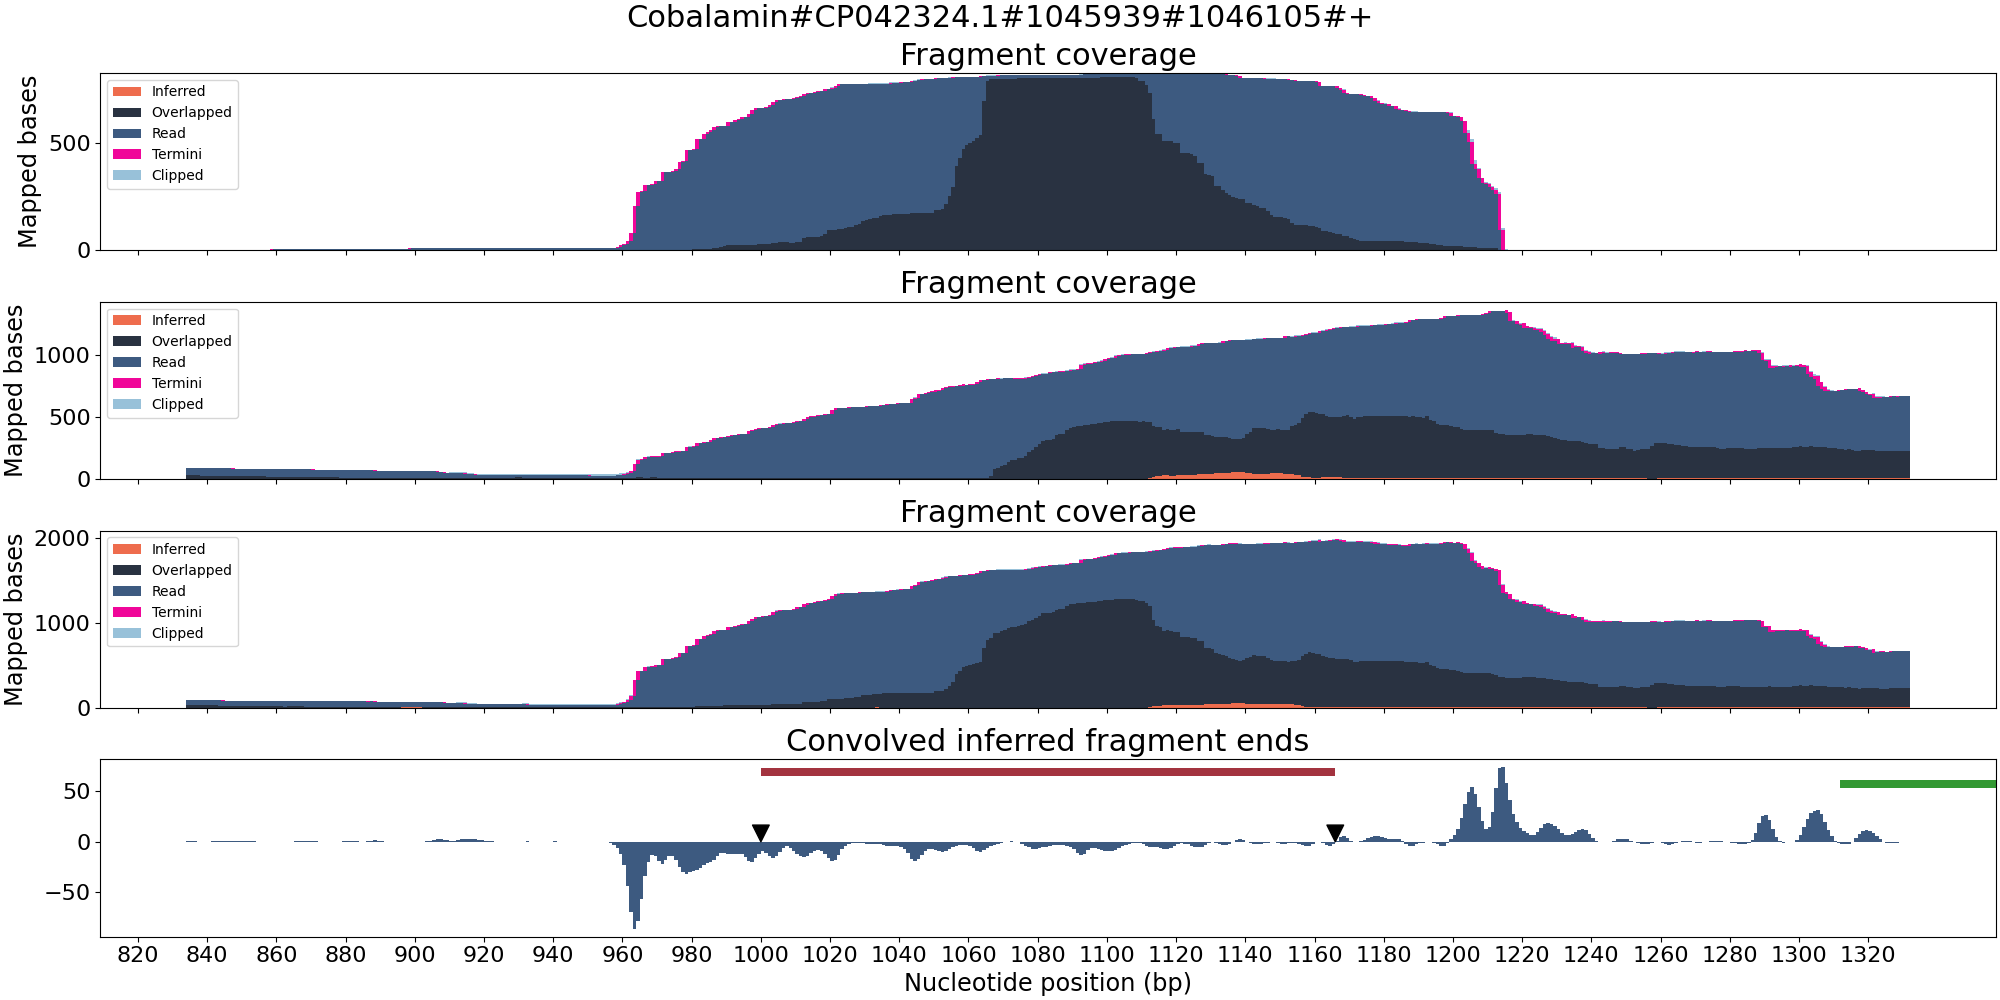 Cobalamin#CP042324.1#1045939#1046105#+
Fragment coverage
Mapped bases
500
0
Inferred
Overlapped
Read
Termini
Clipped
Fragment coverage
Mapped bases
1000
500
0
Inferred
Overlapped
Read
Termini
Clipped
Fragment coverage
Mapped bases
2000
1000
0
Inferred
Overlapped
Read
Termini
Clipped
Convolved inferred fragment ends
50
0
−50
820 840 860 880 900 920 940 960 980 1000 1020 1040 1060 1080 1100 1120 1140 1160 1180 1200 1220 1240 1260 1280 1300 1320
Nucleotide position (bp)